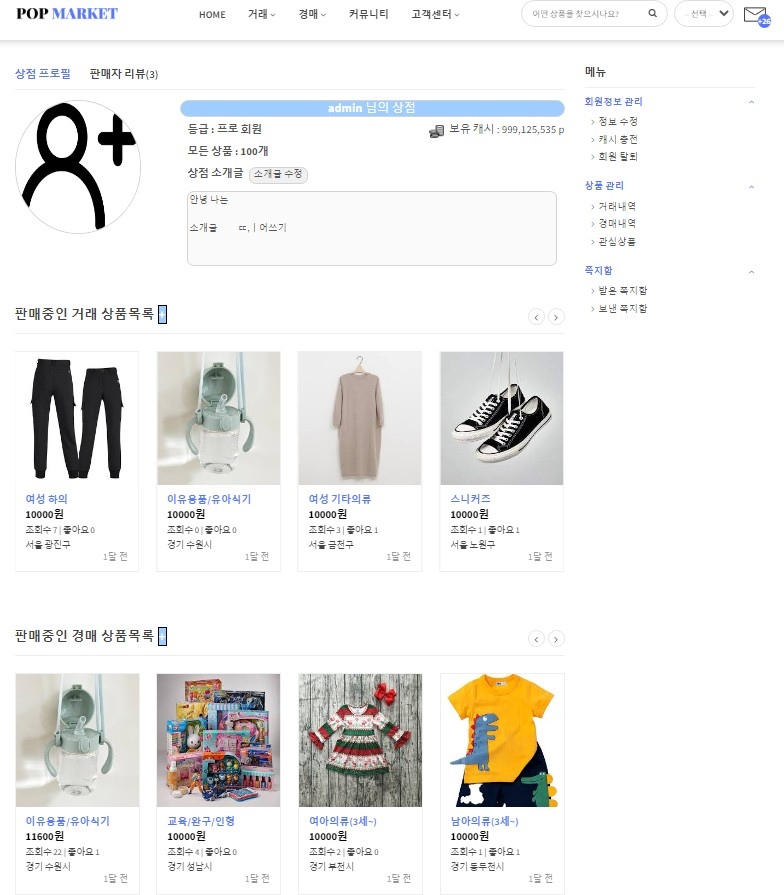 POP MARKET
HOME 거래 경매 커뮤니티 고객센터
어떤 상품을 찾으시나요?
-- 선택 --
+26
상점 프로필 판매자 리뷰(3)
admin 님의 상점
등급 : 프로 회원
보유 캐시 : 999,125,535 p
모든 상품 : 100개
상점 소개글 소개글 수정
안녕 나는
소개글 ㄸ,ㅣ어쓰기
메뉴
회원정보 관리
정보 수정
캐시 충전
회원 탈퇴
상품 관리
거래내역
경매내역
관심상품
쪽지함
받은 쪽지함
보낸 쪽지함
판매중인 거래 상품목록 +
여성 하의
10000원
조회수 7 | 좋아요 0
서울 광진구
1달 전
이유용품/유아식기
10000원
조회수 0 | 좋아요 0
경기 수원시
1달 전
여성 기타의류
10000원
조회수 3 | 좋아요 1
서울 금천구
1달 전
스니커즈
10000원
조회수 1 | 좋아요 1
서울 노원구
1달 전
판매중인 경매 상품목록 +
이유용품/유아식기
11600원
조회수 22 | 좋아요 1
경기 수원시
1달 전
교육/완구/인형
10000원
조회수 4 | 좋아요 0
경기 성남시
1달 전
여아의류(3세~)
10000원
조회수 2 | 좋아요 0
경기 부천시
1달 전
남아의류(3세~)
10000원
조회수 1 | 좋아요 1
경기 동두천시
1달 전